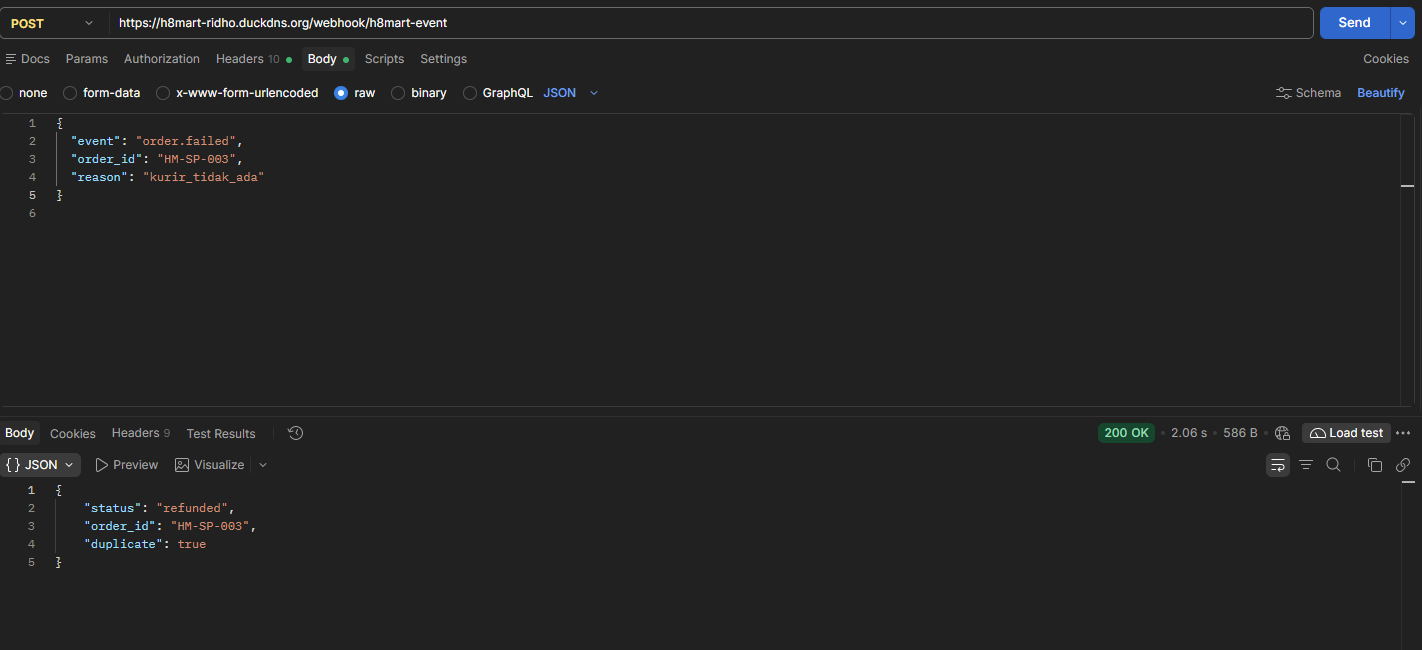 POST https://h8mart-ridho.duckdns.org/webhook/h8mart-event Send
Docs Params Authorization Headers 10 Body Scripts Settings Cookies
none form-data x-www-form-urlencoded raw binary GraphQL JSON Schema Beautify
1 {
2 "event": "order.failed",
3 "order_id": "HM-SP-003",
4 "reason": "kurir_tidak_ada"
5 }
6
Body Cookies Headers 9 Test Results 200 OK • 2.06 s • 586 B • Load test
{} JSON Preview Visualize
1 {
2 "status": "refunded",
3 "order_id": "HM-SP-003",
4 "duplicate": true
5 }